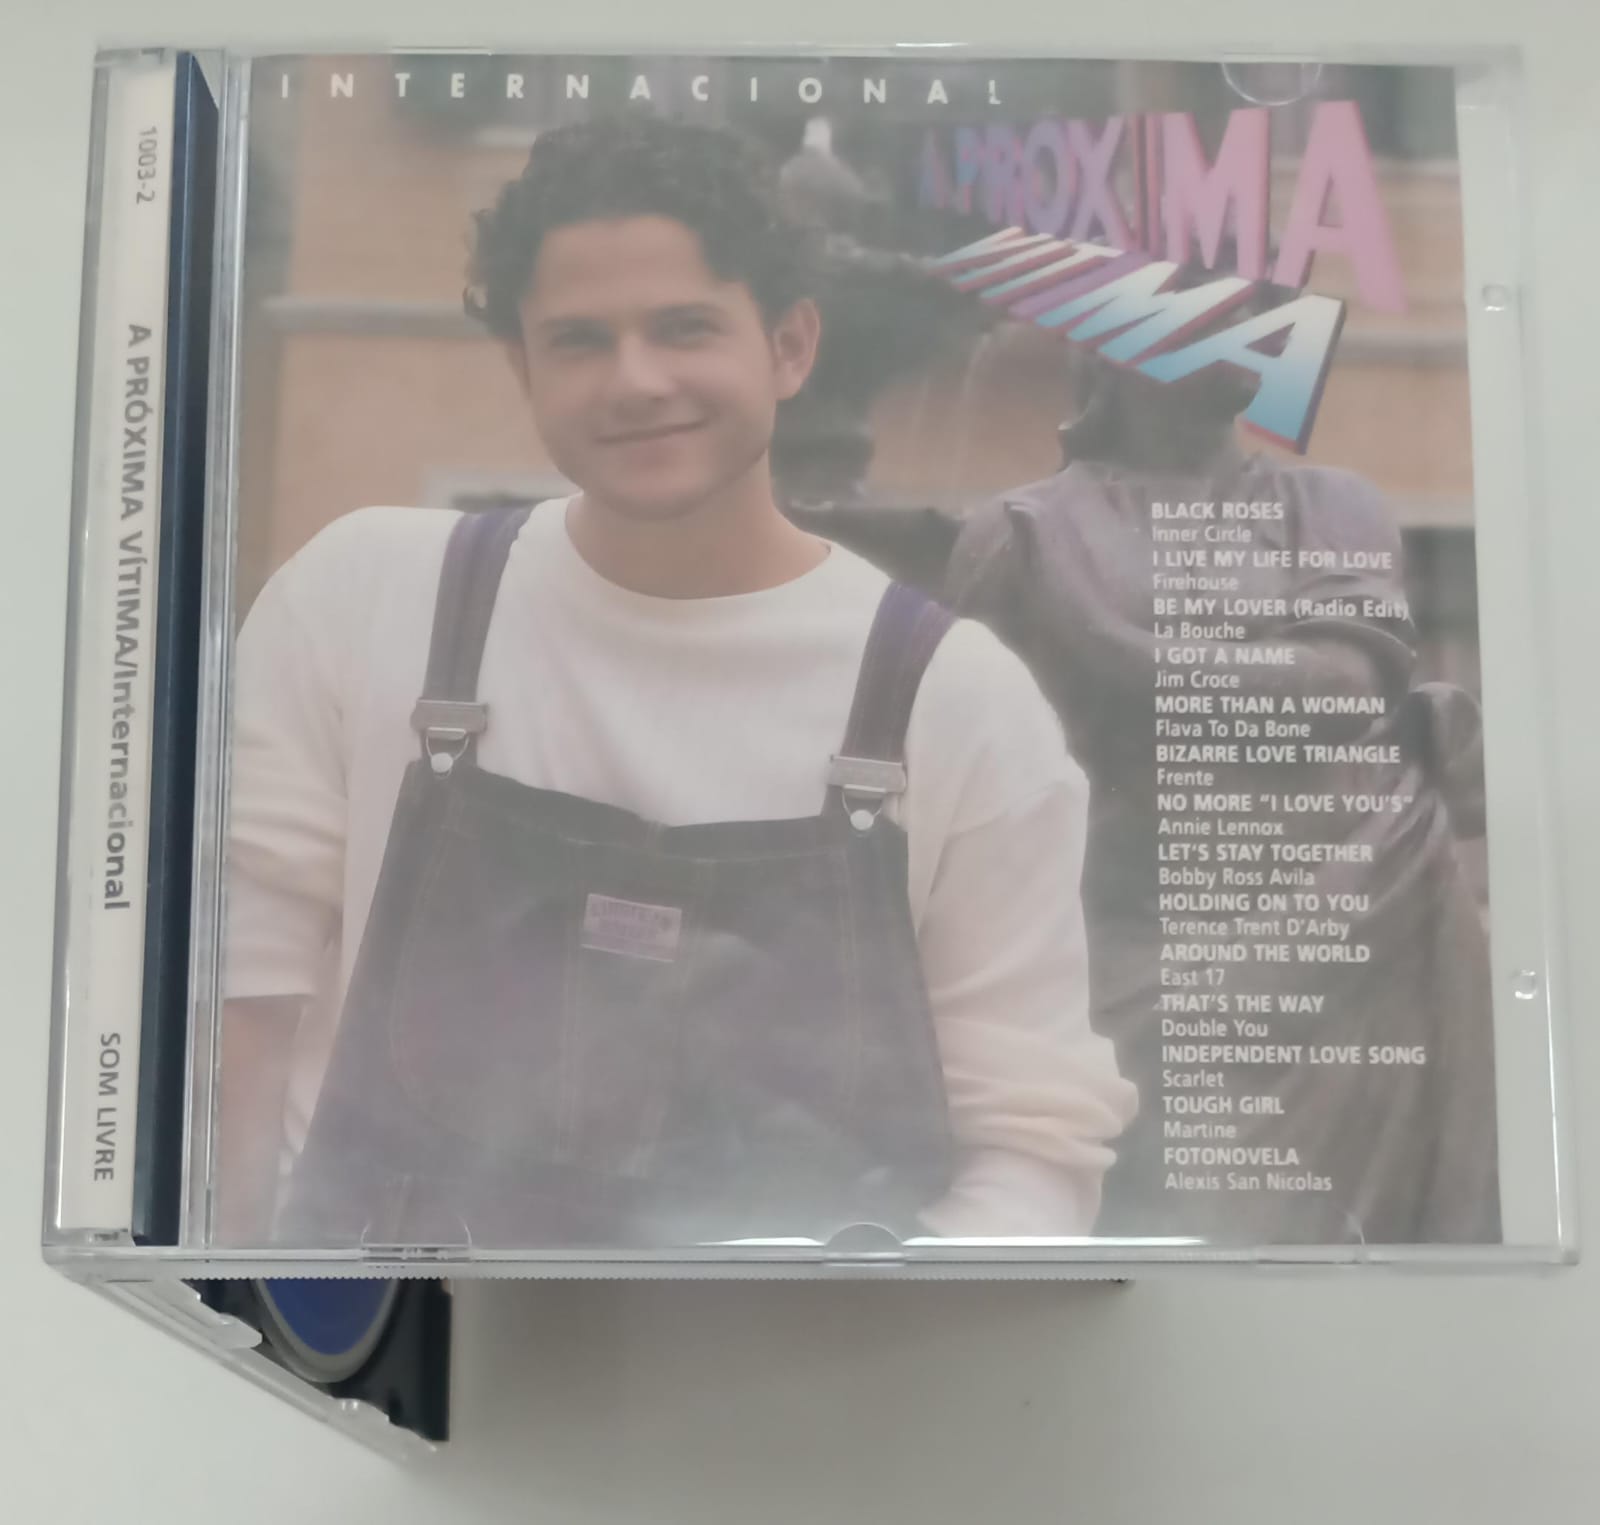 1003-2
A PRÓXIMA VÍTIMA/Internacional
SOM LIVRE
INTERNACIONAL
A PRÓXIMA
VÍTIMA
BLACK ROSES
Inner Circle
I LIVE MY LIFE FOR LOVE
Firehouse
BE MY LOVER (Radio Edit)
La Bouche
I GOT A NAME
Jim Croce
MORE THAN A WOMAN
Flava To Da Bone
BIZARRE LOVE TRIANGLE
Frente
NO MORE "I LOVE YOU'S"
Annie Lennox
LET'S STAY TOGETHER
Bobby Ross Avila
HOLDING ON TO YOU
Terence Trent D'Arby
AROUND THE WORLD
East 17
THAT'S THE WAY
Double You
INDEPENDENT LOVE SONG
Scarlet
TOUGH GIRL
Martine
FOTONOVELA
Alexis San Nicolas